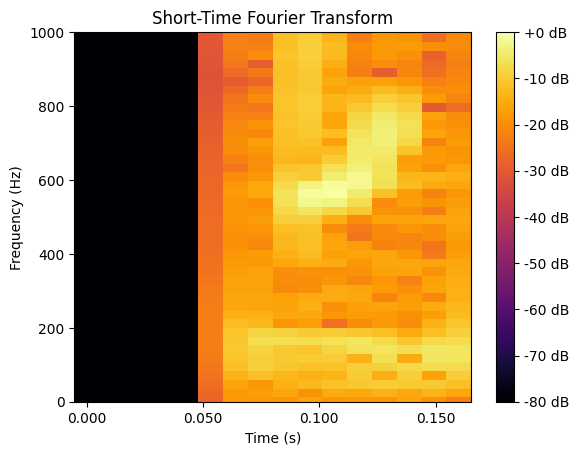 Short-Time Fourier Transform
1000
800
600
400
200
0
Frequency (Hz)
0.000
0.050
0.100
0.150
Time (s)
+0 dB
-10 dB
-20 dB
-30 dB
-40 dB
-50 dB
-60 dB
-70 dB
-80 dB